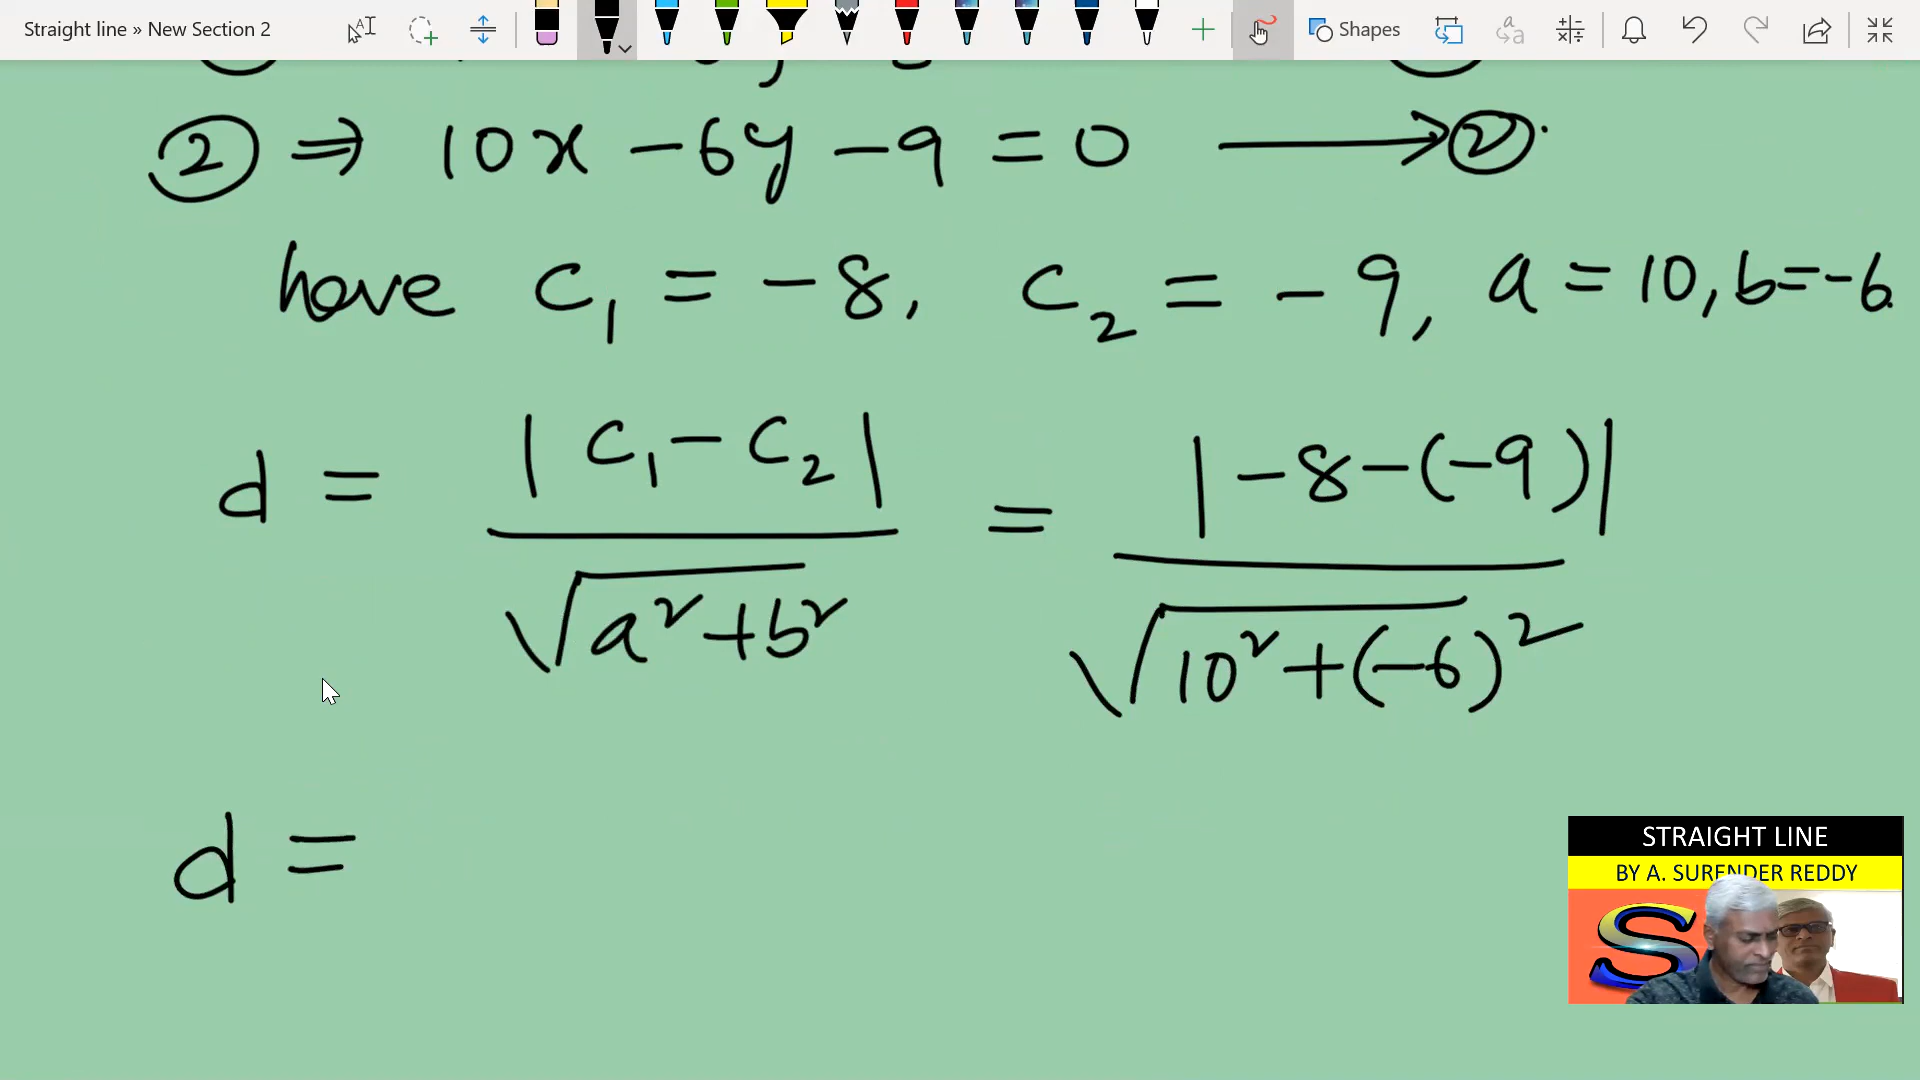 Straight line » New Section 2
Shapes
② ⇒ 10x - 6y - 9 = 0 ⟶ ②.
have c₁ = -8, c₂ = -9, a = 10, b = -6.
d = |c₁ - c₂| / √(a² + b²) = |-8 - (-9)| / √(10² + (-6)²)
d =
STRAIGHT LINE
BY A. SURENDER REDDY
S